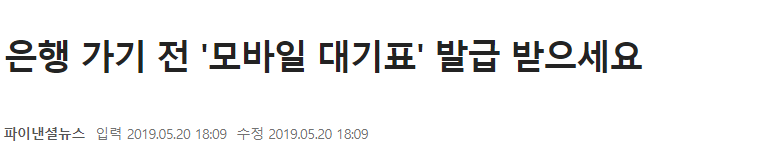 은행 가기 전 '모바일 대기표' 발급 받으세요
파이낸셜뉴스 입력 2019.05.20 18:09 수정 2019.05.20 18:09